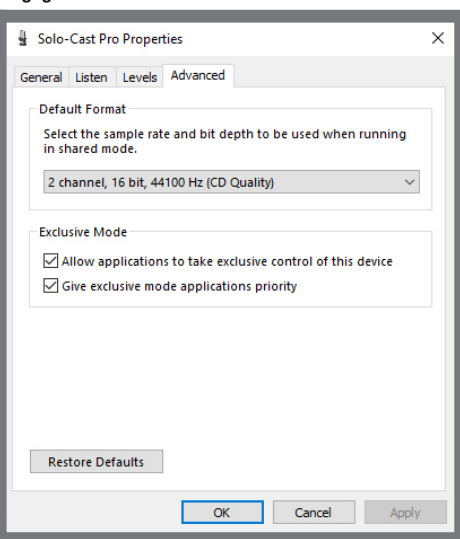 Solo-Cast Pro Properties
General Listen Levels Advanced
Default Format
Select the sample rate and bit depth to be used when running
in shared mode.
2 channel, 16 bit, 44100 Hz (CD Quality)
Exclusive Mode
Allow applications to take exclusive control of this device
Give exclusive mode applications priority
Restore Defaults
OK Cancel Apply